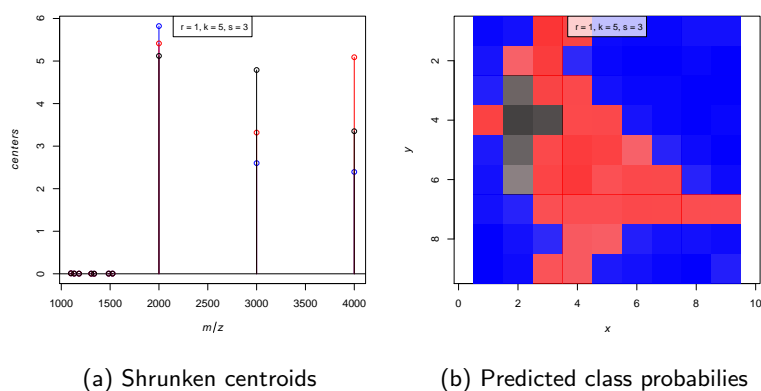 r = 1, k = 5, s = 3
centers
0 1 2 3 4 5 6
1000 1500 2000 2500 3000 3500 4000
m/z
(a) Shrunken centroids
r = 1, k = 5, s = 3
y
2 4 6 8
0 2 4 6 8 10
x
(b) Predicted class probabilies